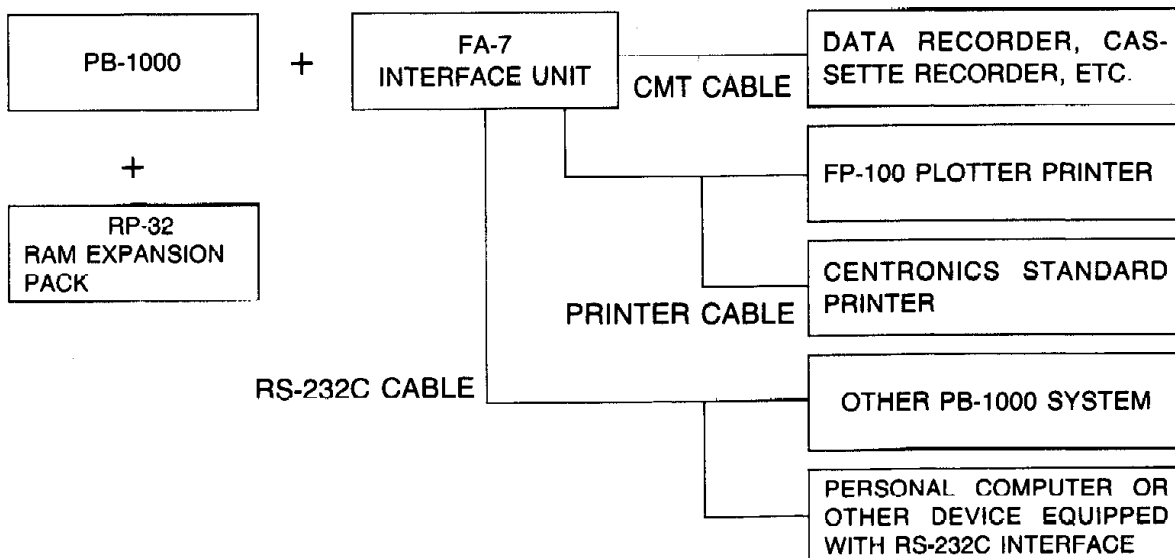 PB-1000
+
FA-7
INTERFACE UNIT
CMT CABLE
DATA RECORDER, CAS-
SETTE RECORDER, ETC.
+
RP-32
RAM EXPANSION
PACK
FP-100 PLOTTER PRINTER
CENTRONICS STANDARD
PRINTER
PRINTER CABLE
RS-232C CABLE
OTHER PB-1000 SYSTEM
PERSONAL COMPUTER OR
OTHER DEVICE EQUIPPED
WITH RS-232C INTERFACE